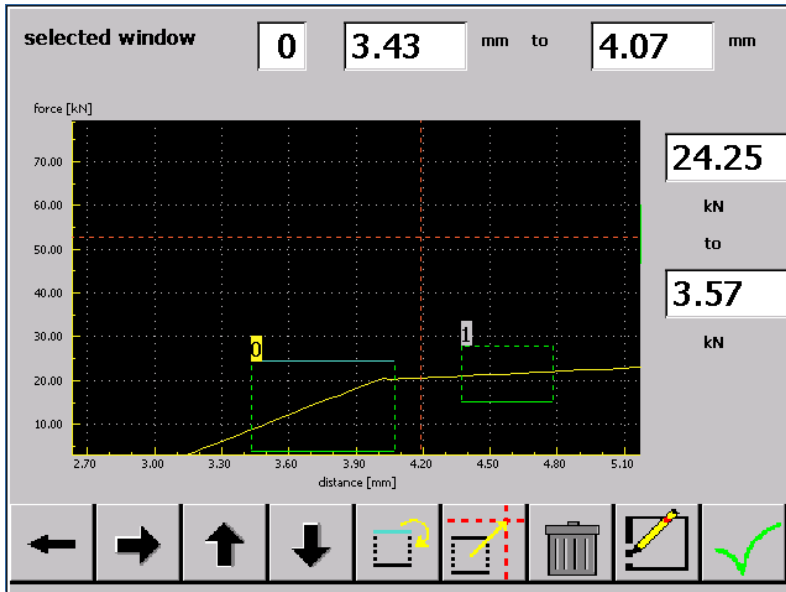 selected window 0 3.43 mm to 4.07 mm
force [kN]
70.00
60.00
50.00
40.00
30.00
20.00
10.00
0
1
2.70 3.00 3.30 3.60 3.90 4.20 4.50 4.80 5.10
distance [mm]
24.25
kN
to
3.57
kN